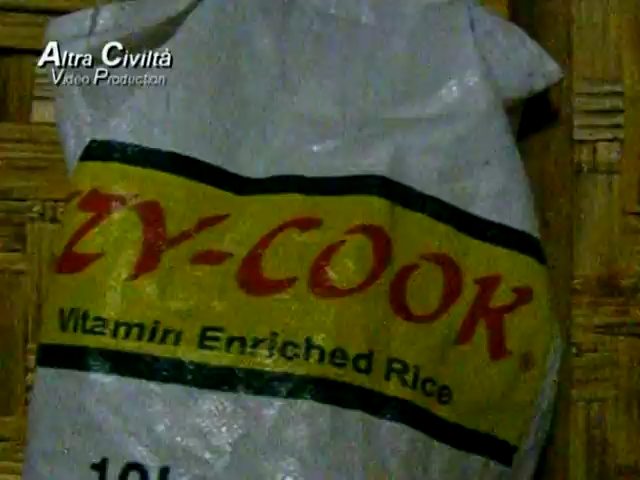 Altra Civiltà
Video Production
ZY-COOK
Vitamin Enriched Rice